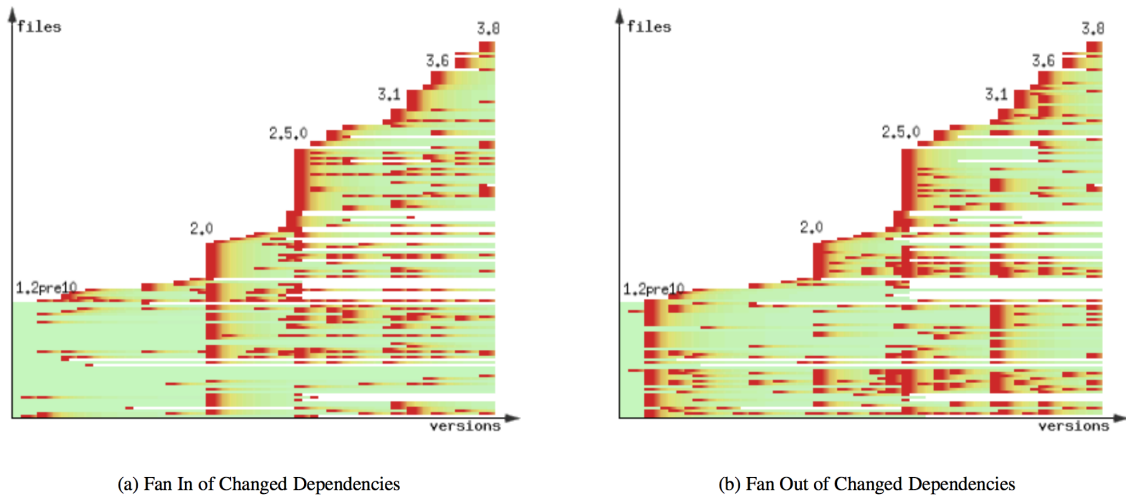 files
3.8
3.6
3.1
2.5.0
2.0
1.2pre10
versions
(a) Fan In of Changed Dependencies
files
3.8
3.6
3.1
2.5.0
2.0
1.2pre10
versions
(b) Fan Out of Changed Dependencies